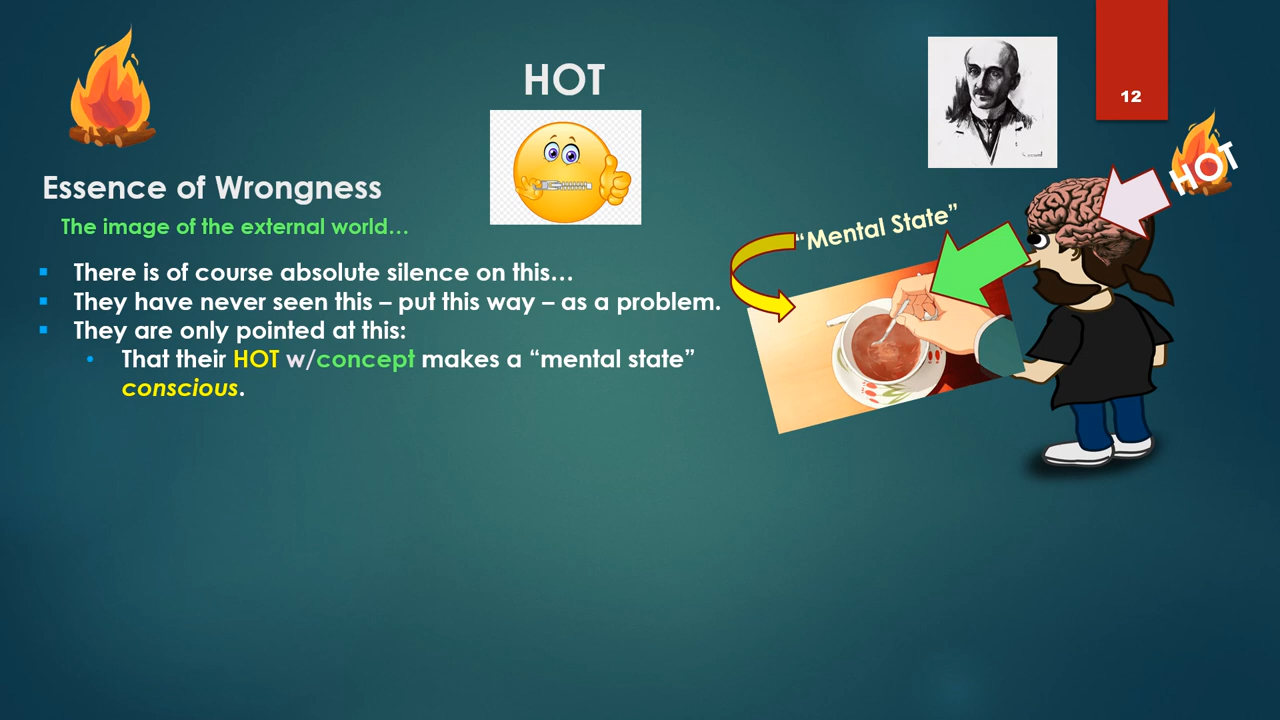 HOT
12
HOT
Essence of Wrongness
The image of the external world…
“Mental State”
There is of course absolute silence on this…
They have never seen this – put this way – as a problem.
They are only pointed at this:
That their HOT w/concept makes a “mental state”
conscious.